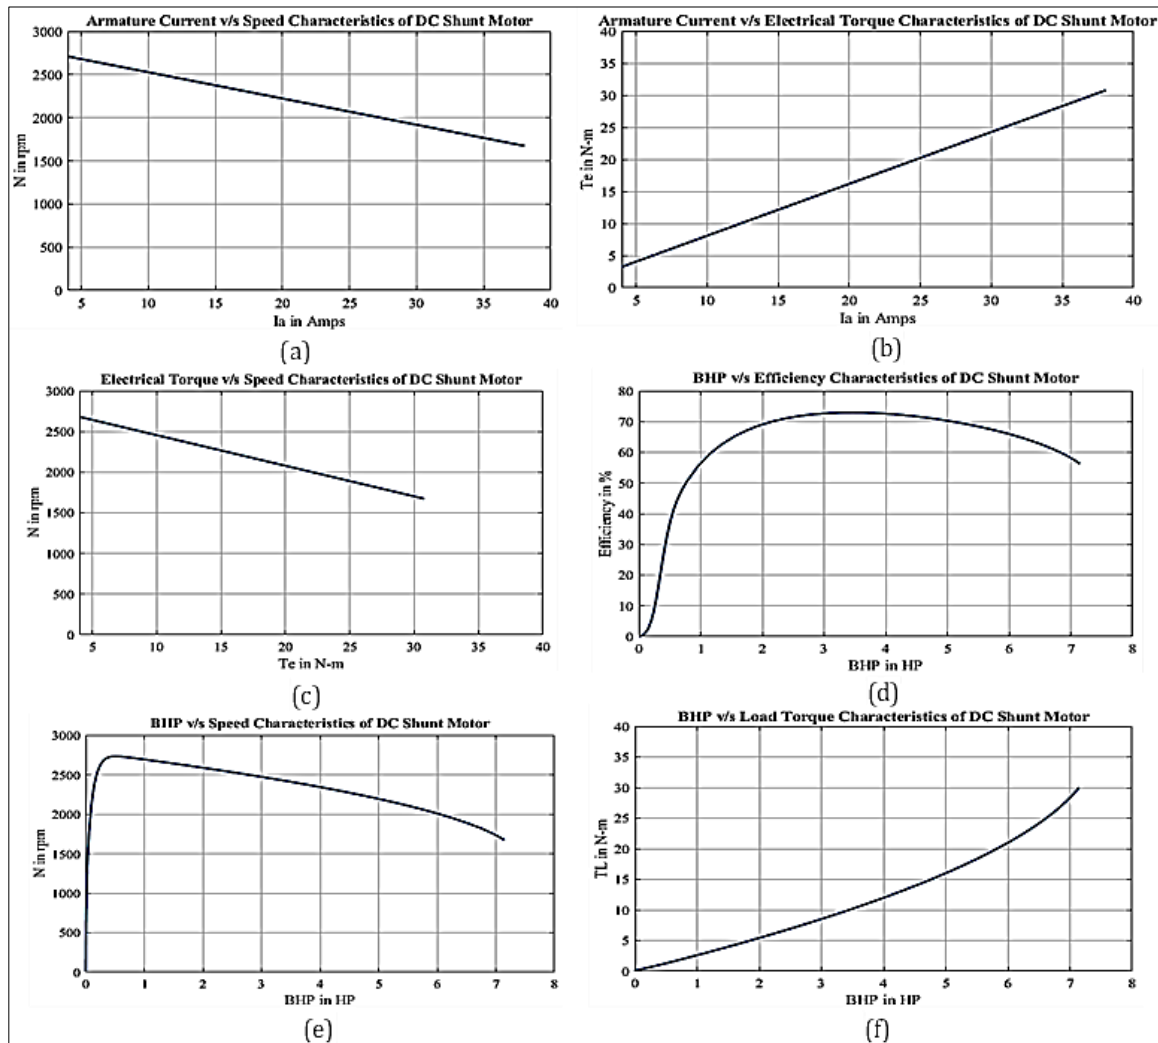 Armature Current v/s Speed Characteristics of DC Shunt Motor
3000
2500
2000
1500
1000
500
0
N in rpm
5 10 15 20 25 30 35 40
Ia in Amps
(a)
Armature Current v/s Electrical Torque Characteristics of DC Shunt Motor
40
35
30
25
20
15
10
5
0
Te in N-m
5 10 15 20 25 30 35 40
Ia in Amps
(b)
Electrical Torque v/s Speed Characteristics of DC Shunt Motor
3000
2500
2000
1500
1000
500
0
N in rpm
5 10 15 20 25 30 35 40
Te in N-m
(c)
BHP v/s Efficiency Characteristics of DC Shunt Motor
80
70
60
50
40
30
20
10
0
Efficiency in %
0 1 2 3 4 5 6 7 8
BHP in HP
(d)
BHP v/s Speed Characteristics of DC Shunt Motor
3000
2500
2000
1500
1000
500
0
N in rpm
0 1 2 3 4 5 6 7 8
BHP in HP
(e)
BHP v/s Load Torque Characteristics of DC Shunt Motor
40
35
30
25
20
15
10
5
0
TL in N-m
0 1 2 3 4 5 6 7 8
BHP in HP
(f)